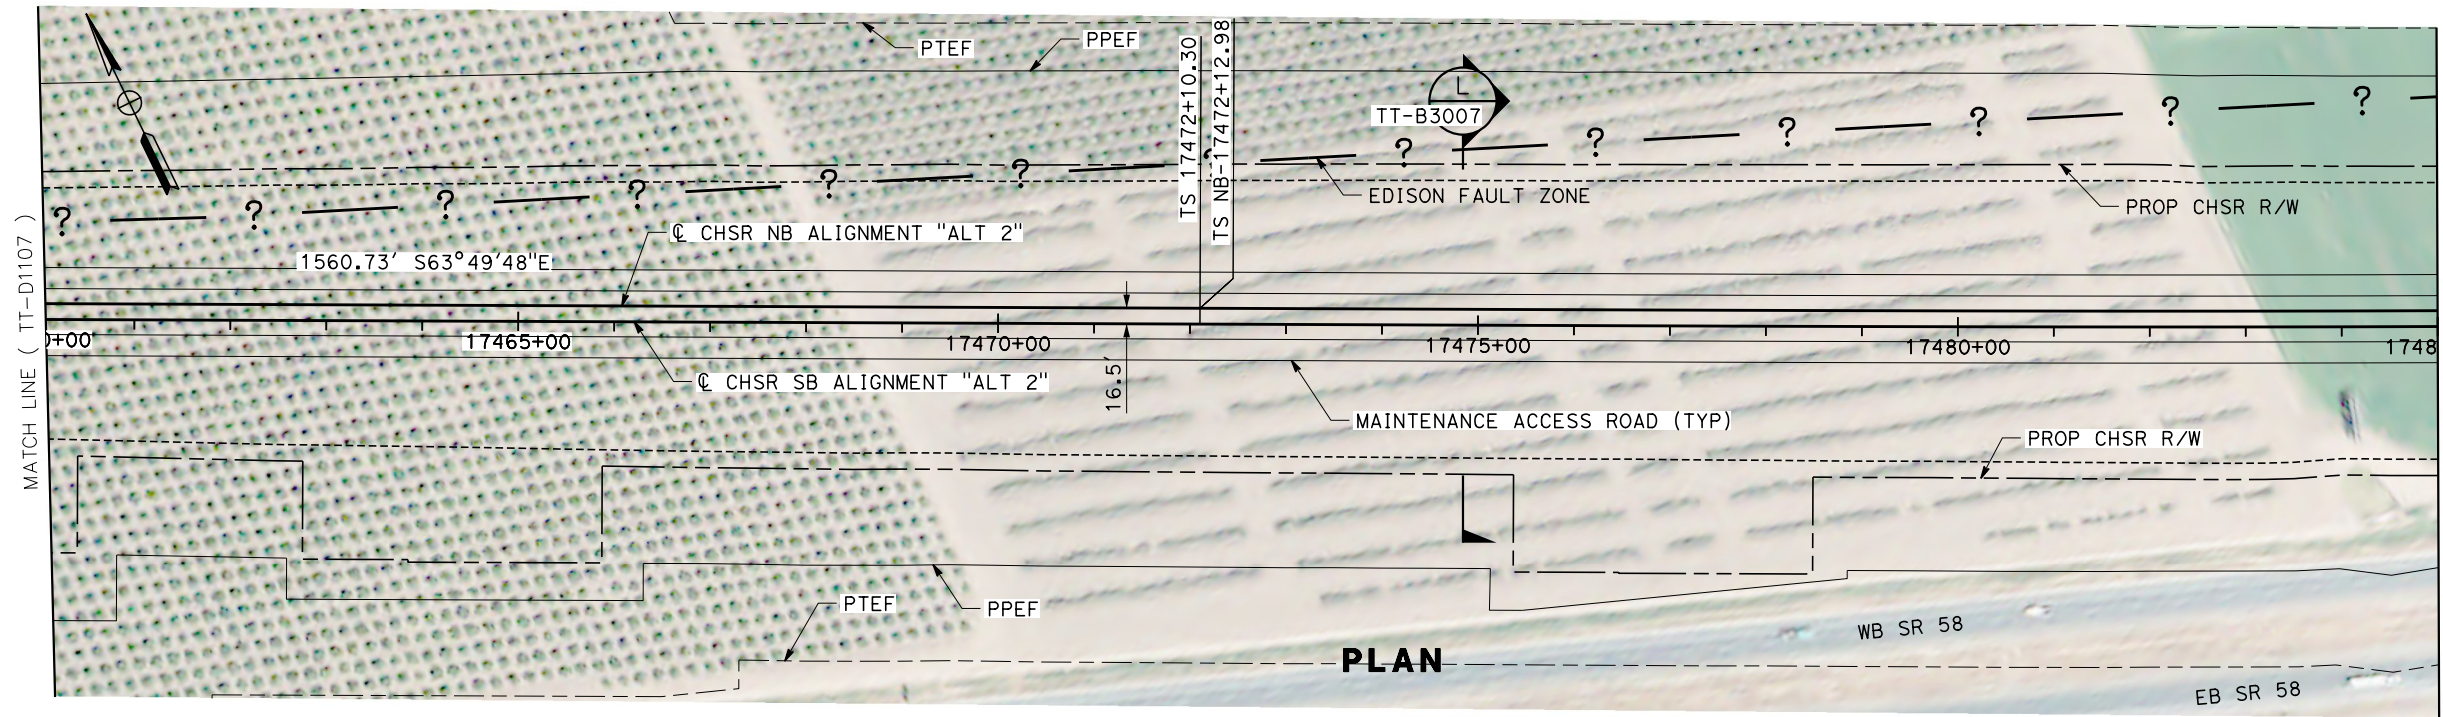 PTEF
PPEF
TS 17472+10.30
TS NB-17472+12.98
L
TT-B3007
? ? ? ? ? ? ? ? ? ? ? ? ?
EDISON FAULT ZONE
PROP CHSR R/W
MATCH LINE ( TT-D1107 )
℄ CHSR NB ALIGNMENT "ALT 2"
1560.73' S63°49'48"E
0+00
17465+00
17470+00
17475+00
17480+00
1748
℄ CHSR SB ALIGNMENT "ALT 2"
16.5'
MAINTENANCE ACCESS ROAD (TYP)
PROP CHSR R/W
PTEF
PPEF
WB SR 58
PLAN
EB SR 58